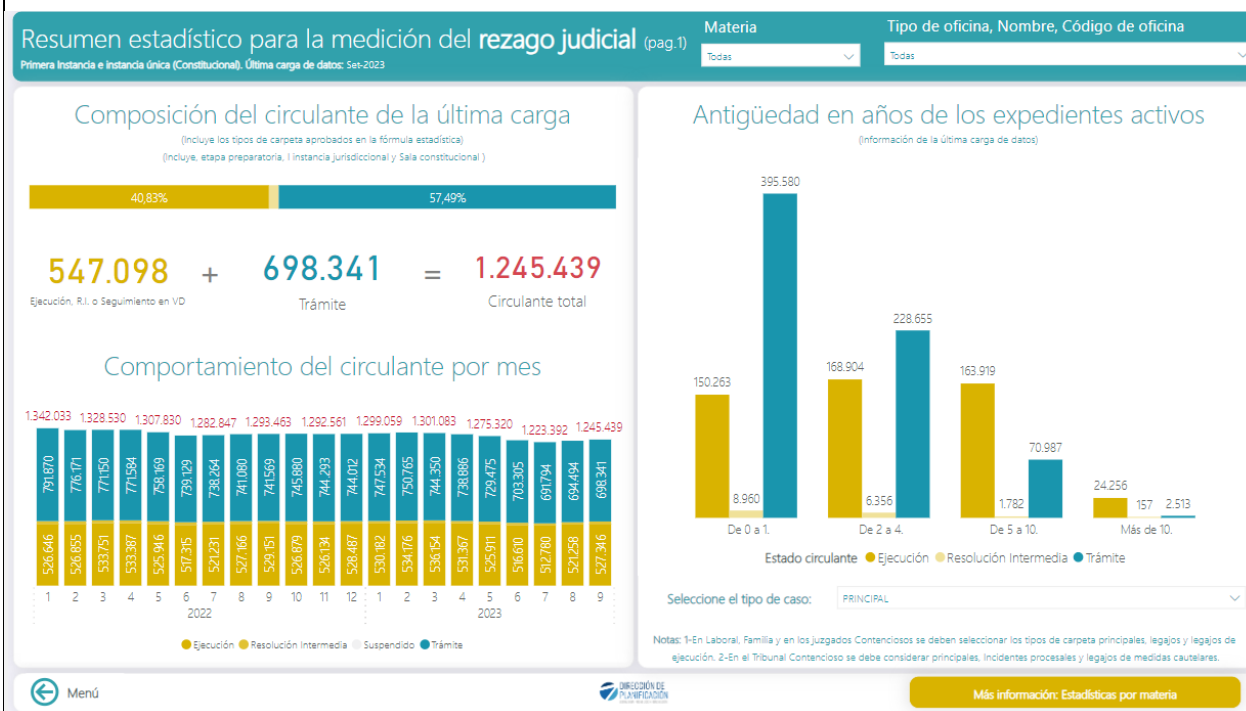 Resumen estadístico para la medición del rezago judicial (pag.1)
Primera Instancia e instancia única (Constitucional). Última carga de datos: Set-2023
Materia
Todas
Tipo de oficina, Nombre, Código de oficina
Todas
Composición del circulante de la última carga
(Incluye los tipos de carpeta aprobados en la fórmula estadística)
(Incluye, etapa preparatoria, I instancia jurisdiccional y Sala constitucional )
40,83% 57,49%
547.098 + 698.341 = 1.245.439
Ejecución, R.I. o Seguimiento en VD Trámite Circulante total
Comportamiento del circulante por mes
1.342.033 1.328.530 1.307.830 1.282.847 1.293.463 1.292.561 1.299.059 1.301.083 1.275.320 1.223.392 1.245.439
791.870 776.171 771.150 771.584 758.169 739.129 738.264 741.080 741.569 745.880 744.293 744.012 747.534 750.765 744.350 738.886 729.475 703.305 691.794 694.494 698.341
526.646 526.855 533.751 533.387 525.946 517.315 521.231 527.166 529.151 526.879 526.134 528.487 530.182 534.176 536.154 531.367 525.911 516.610 512.780 521.258 527.346
1 2 3 4 5 6 7 8 9 10 11 12 1 2 3 4 5 6 7 8 9
2022 2023
Ejecución Resolución Intermedia Suspendido Trámite
Antigüedad en años de los expedientes activos
(Información de la última carga de datos)
150.263 8.960 395.580
168.904 6.356 228.655
163.919 1.782 70.987
24.256 157 2.513
De 0 a 1. De 2 a 4. De 5 a 10. Más de 10.
Estado circulante Ejecución Resolución Intermedia Trámite
Seleccione el tipo de caso: PRINCIPAL
Notas: 1-En Laboral, Familia y en los juzgados Contenciosos se deben seleccionar los tipos de carpeta principales, legajos y legajos de
ejecución. 2-En el Tribunal Contencioso se debe considerar principales, Incidentes procesales y legajos de medidas cautelares.
Menú
DIRECCIÓN DE
PLANIFICACIÓN
Más información: Estadísticas por materia